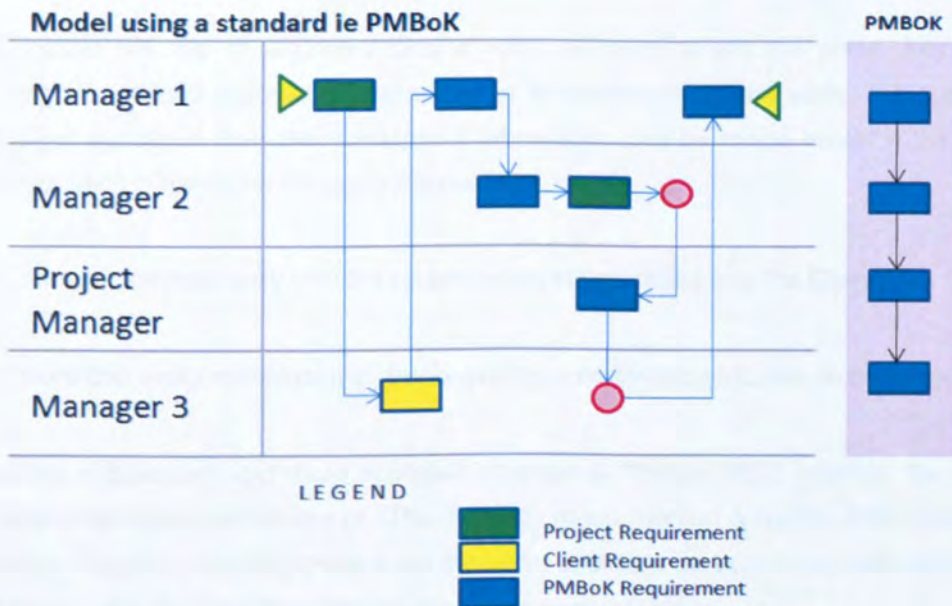 Model using a standard ie PMBoK
PMBOK
Manager 1
Manager 2
Project
Manager
Manager 3
LEGEND
Project Requirement
Client Requirement
PMBoK Requirement